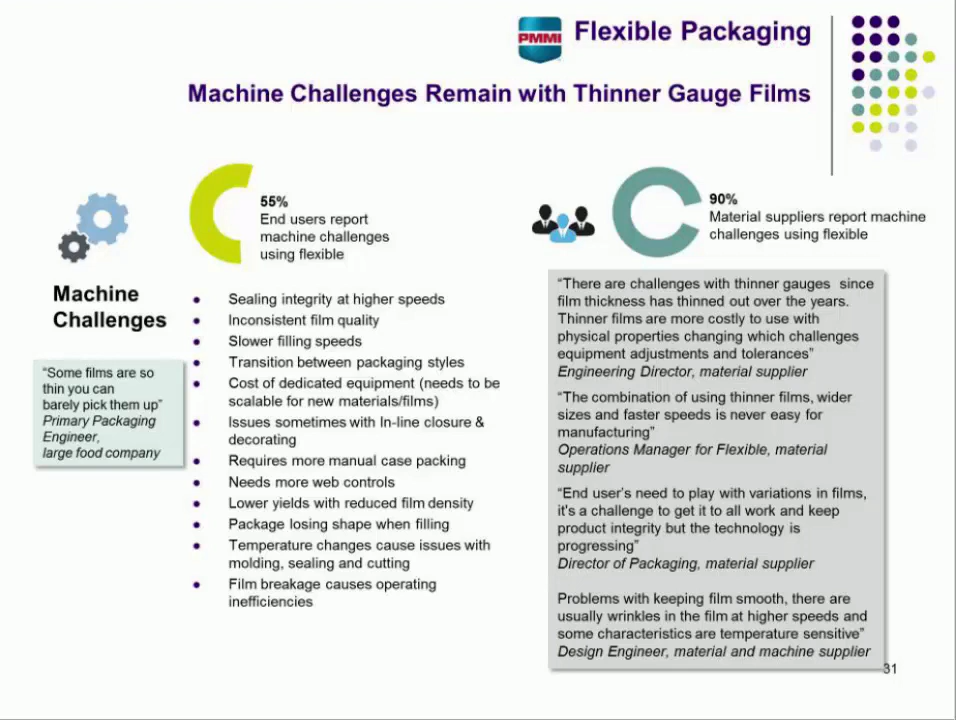 PMMI
Flexible Packaging
Machine Challenges Remain with Thinner Gauge Films
55%
End users report
machine challenges
using flexible
90%
Material suppliers report machine
challenges using flexible
Machine
Challenges
“Some films are so
thin you can
barely pick them up”
Primary Packaging
Engineer,
large food company
● Sealing integrity at higher speeds
● Inconsistent film quality
● Slower filling speeds
● Transition between packaging styles
● Cost of dedicated equipment (needs to be
scalable for new materials/films)
● Issues sometimes with In-line closure &
decorating
● Requires more manual case packing
● Needs more web controls
● Lower yields with reduced film density
● Package losing shape when filling
● Temperature changes cause issues with
molding, sealing and cutting
● Film breakage causes operating
inefficiencies
“There are challenges with thinner gauges since
film thickness has thinned out over the years.
Thinner films are more costly to use with
physical properties changing which challenges
equipment adjustments and tolerances”
Engineering Director, material supplier
“The combination of using thinner films, wider
sizes and faster speeds is never easy for
manufacturing”
Operations Manager for Flexible, material
supplier
“End user’s need to play with variations in films,
it's a challenge to get it to all work and keep
product integrity but the technology is
progressing”
Director of Packaging, material supplier
Problems with keeping film smooth, there are
usually wrinkles in the film at higher speeds and
some characteristics are temperature sensitive”
Design Engineer, material and machine supplier
31